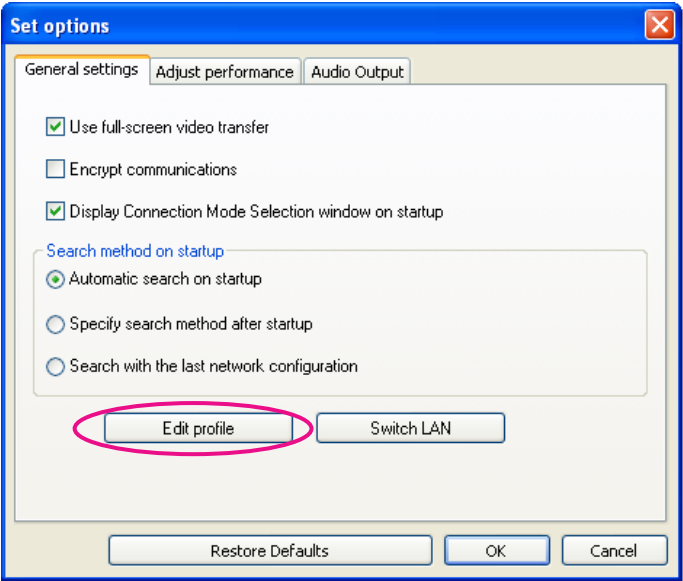 Set options
General settings Adjust performance Audio Output
Use full-screen video transfer
Encrypt communications
Display Connection Mode Selection window on startup
Search method on startup
Automatic search on startup
Specify search method after startup
Search with the last network configuration
Edit profile Switch LAN
Restore Defaults OK Cancel